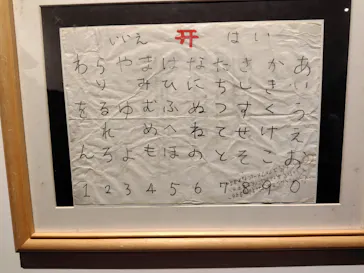 いいえ はい
あいうえお
かきくけこ
さしすせそ
たちつてと
なにぬねの
はひふへほ
まみむめも
やゆよ
らりるれろ
わをん
1 2 3 4 5 6 7 8 9 0